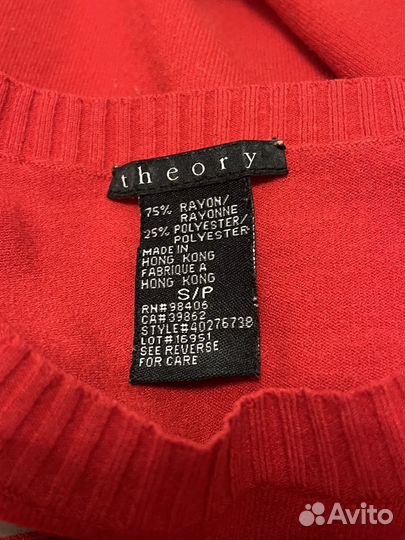 theory
75% RAYON/
RAYONNE
25% POLYESTER/
POLYESTER
MADE IN
HONG KONG
FABRIQUE A
HONG KONG
S/P
RN#98406
CA#39862
STYLE#40276738
LOT#16951
SEE REVERSE
FOR CARE
Avito